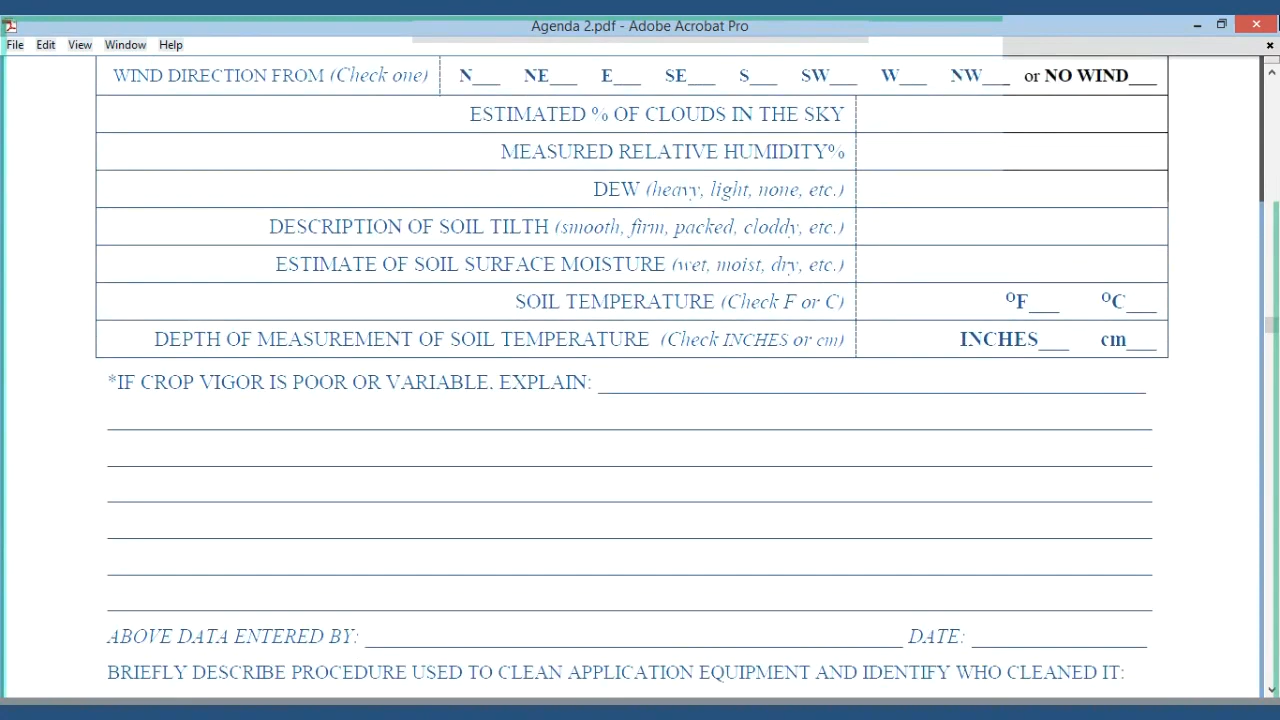 Agenda 2.pdf - Adobe Acrobat Pro
File Edit View Window Help
WIND DIRECTION FROM (Check one) N___ NE___ E___ SE___ S___ SW___ W___ NW___ or NO WIND___
ESTIMATED % OF CLOUDS IN THE SKY
MEASURED RELATIVE HUMIDITY%
DEW (heavy, light, none, etc.)
DESCRIPTION OF SOIL TILTH (smooth, firm, packed, cloddy, etc.)
ESTIMATE OF SOIL SURFACE MOISTURE (wet, moist, dry, etc.)
SOIL TEMPERATURE (Check F or C) OF___ OC___
DEPTH OF MEASUREMENT OF SOIL TEMPERATURE (Check INCHES or cm) INCHES___ cm___
*IF CROP VIGOR IS POOR OR VARIABLE, EXPLAIN:
ABOVE DATA ENTERED BY: DATE:
BRIEFLY DESCRIBE PROCEDURE USED TO CLEAN APPLICATION EQUIPMENT AND IDENTIFY WHO CLEANED IT: